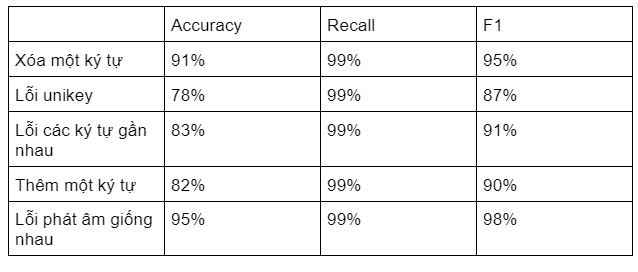 Accuracy Recall F1
Xóa một ký tự 91% 99% 95%
Lỗi unikey 78% 99% 87%
Lỗi các ký tự gần 83% 99% 91%
nhau
Thêm một ký tự 82% 99% 90%
Lỗi phát âm giống 95% 99% 98%
nhau